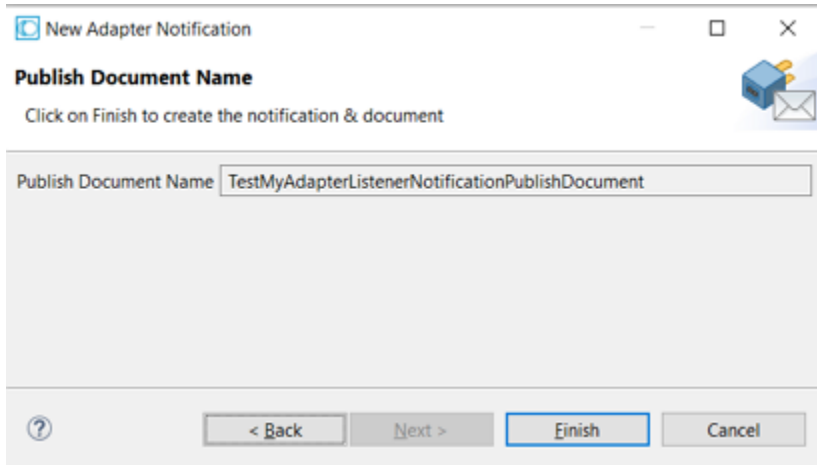 New Adapter Notification
Publish Document Name
Click on Finish to create the notification & document
Publish Document Name TestMyAdapterListenerNotificationPublishDocument
? < Back Next > Finish Cancel